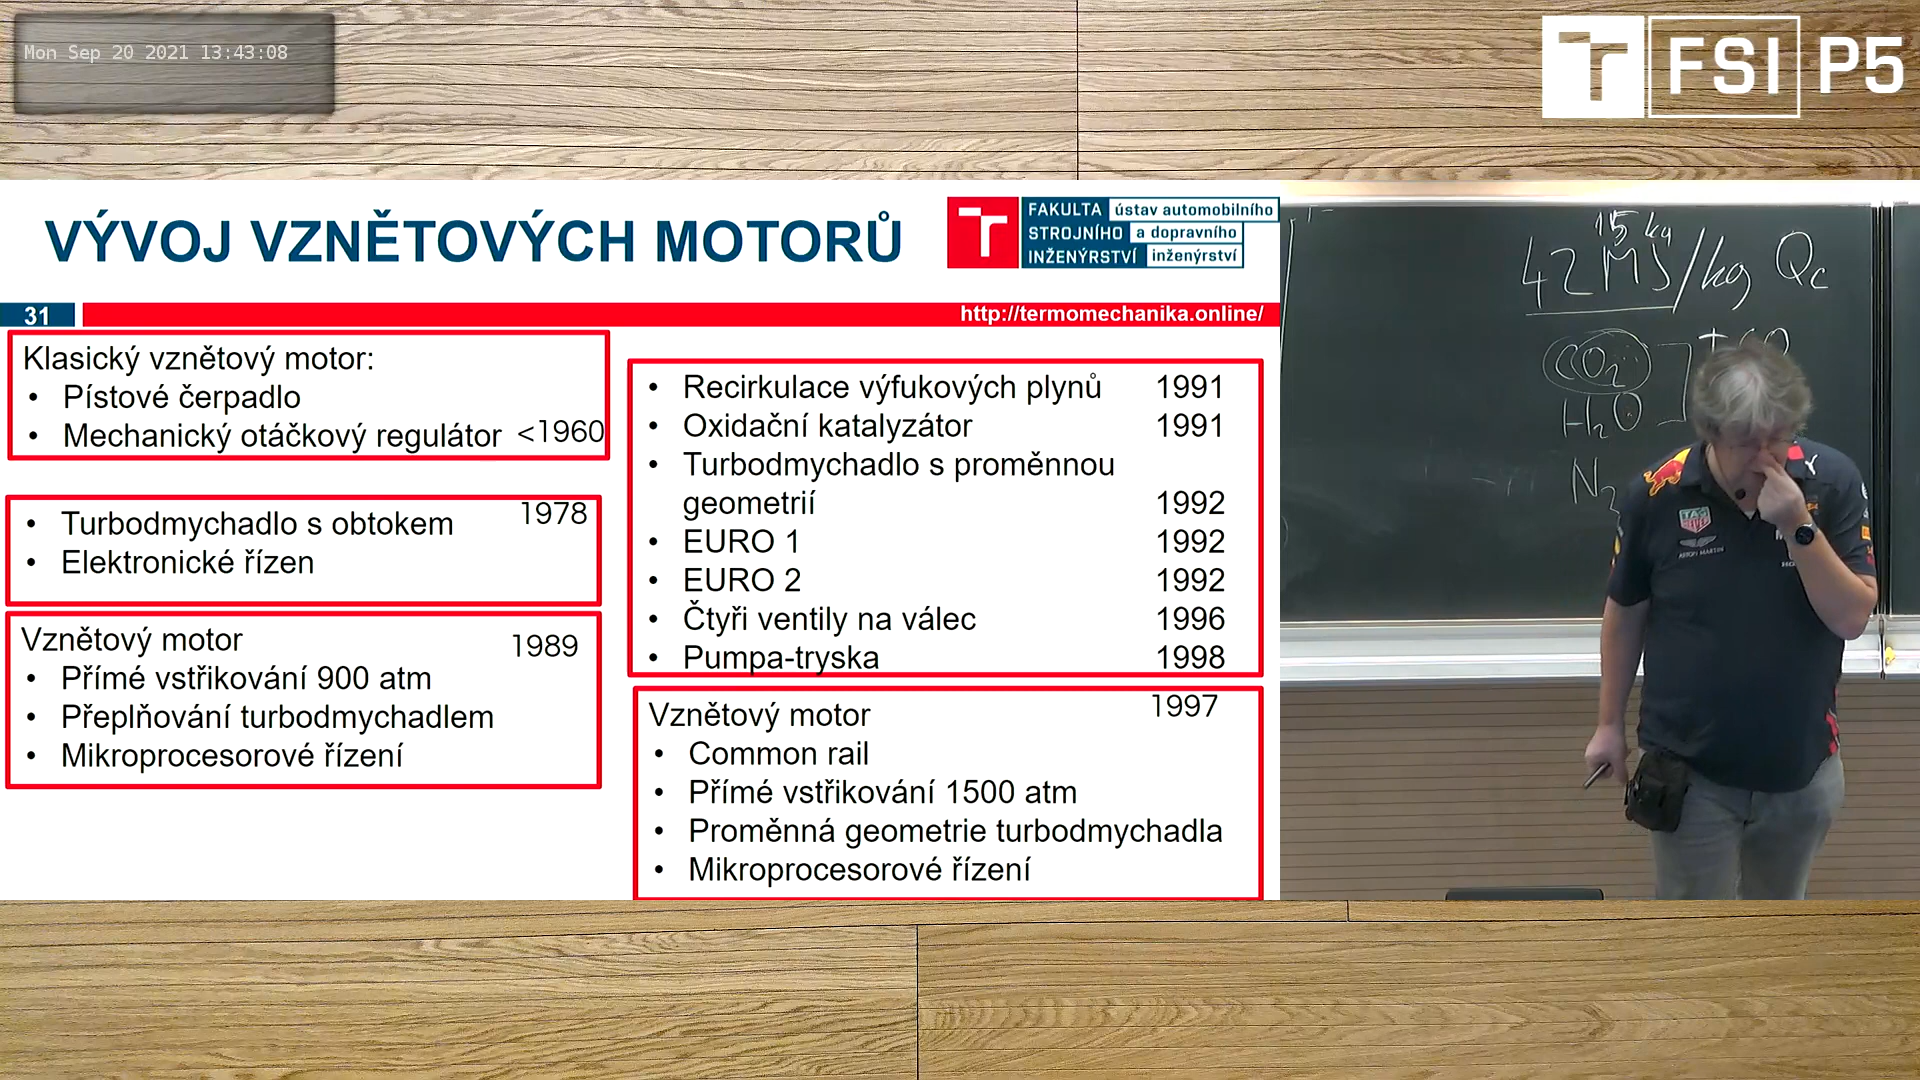 Mon Sep 20 2021 13:43:08
FSI P5
VÝVOJ VZNĚTOVÝCH MOTORŮ
FAKULTA ústav automobilního
STROJNÍHO a dopravního
INŽENÝRSTVÍ inženýrství
31
http://termomechanika.online/
Klasický vznětový motor:
• Pístové čerpadlo
• Mechanický otáčkový regulátor <1960
• Turbodmychadlo s obtokem 1978
• Elektronické řízen
Vznětový motor 1989
• Přímé vstřikování 900 atm
• Přeplňování turbodmychadlem
• Mikroprocesorové řízení
• Recirkulace výfukových plynů 1991
• Oxidační katalyzátor 1991
• Turbodmychadlo s proměnnou
geometrií 1992
• EURO 1 1992
• EURO 2 1992
• Čtyři ventily na válec 1996
• Pumpa-tryska 1998
Vznětový motor 1997
• Common rail
• Přímé vstřikování 1500 atm
• Proměnná geometrie turbodmychadla
• Mikroprocesorové řízení
15 kg
42 MJ/kg Qc
CO2
H2O
N2
TAG
HEUER
ASTON MARTIN